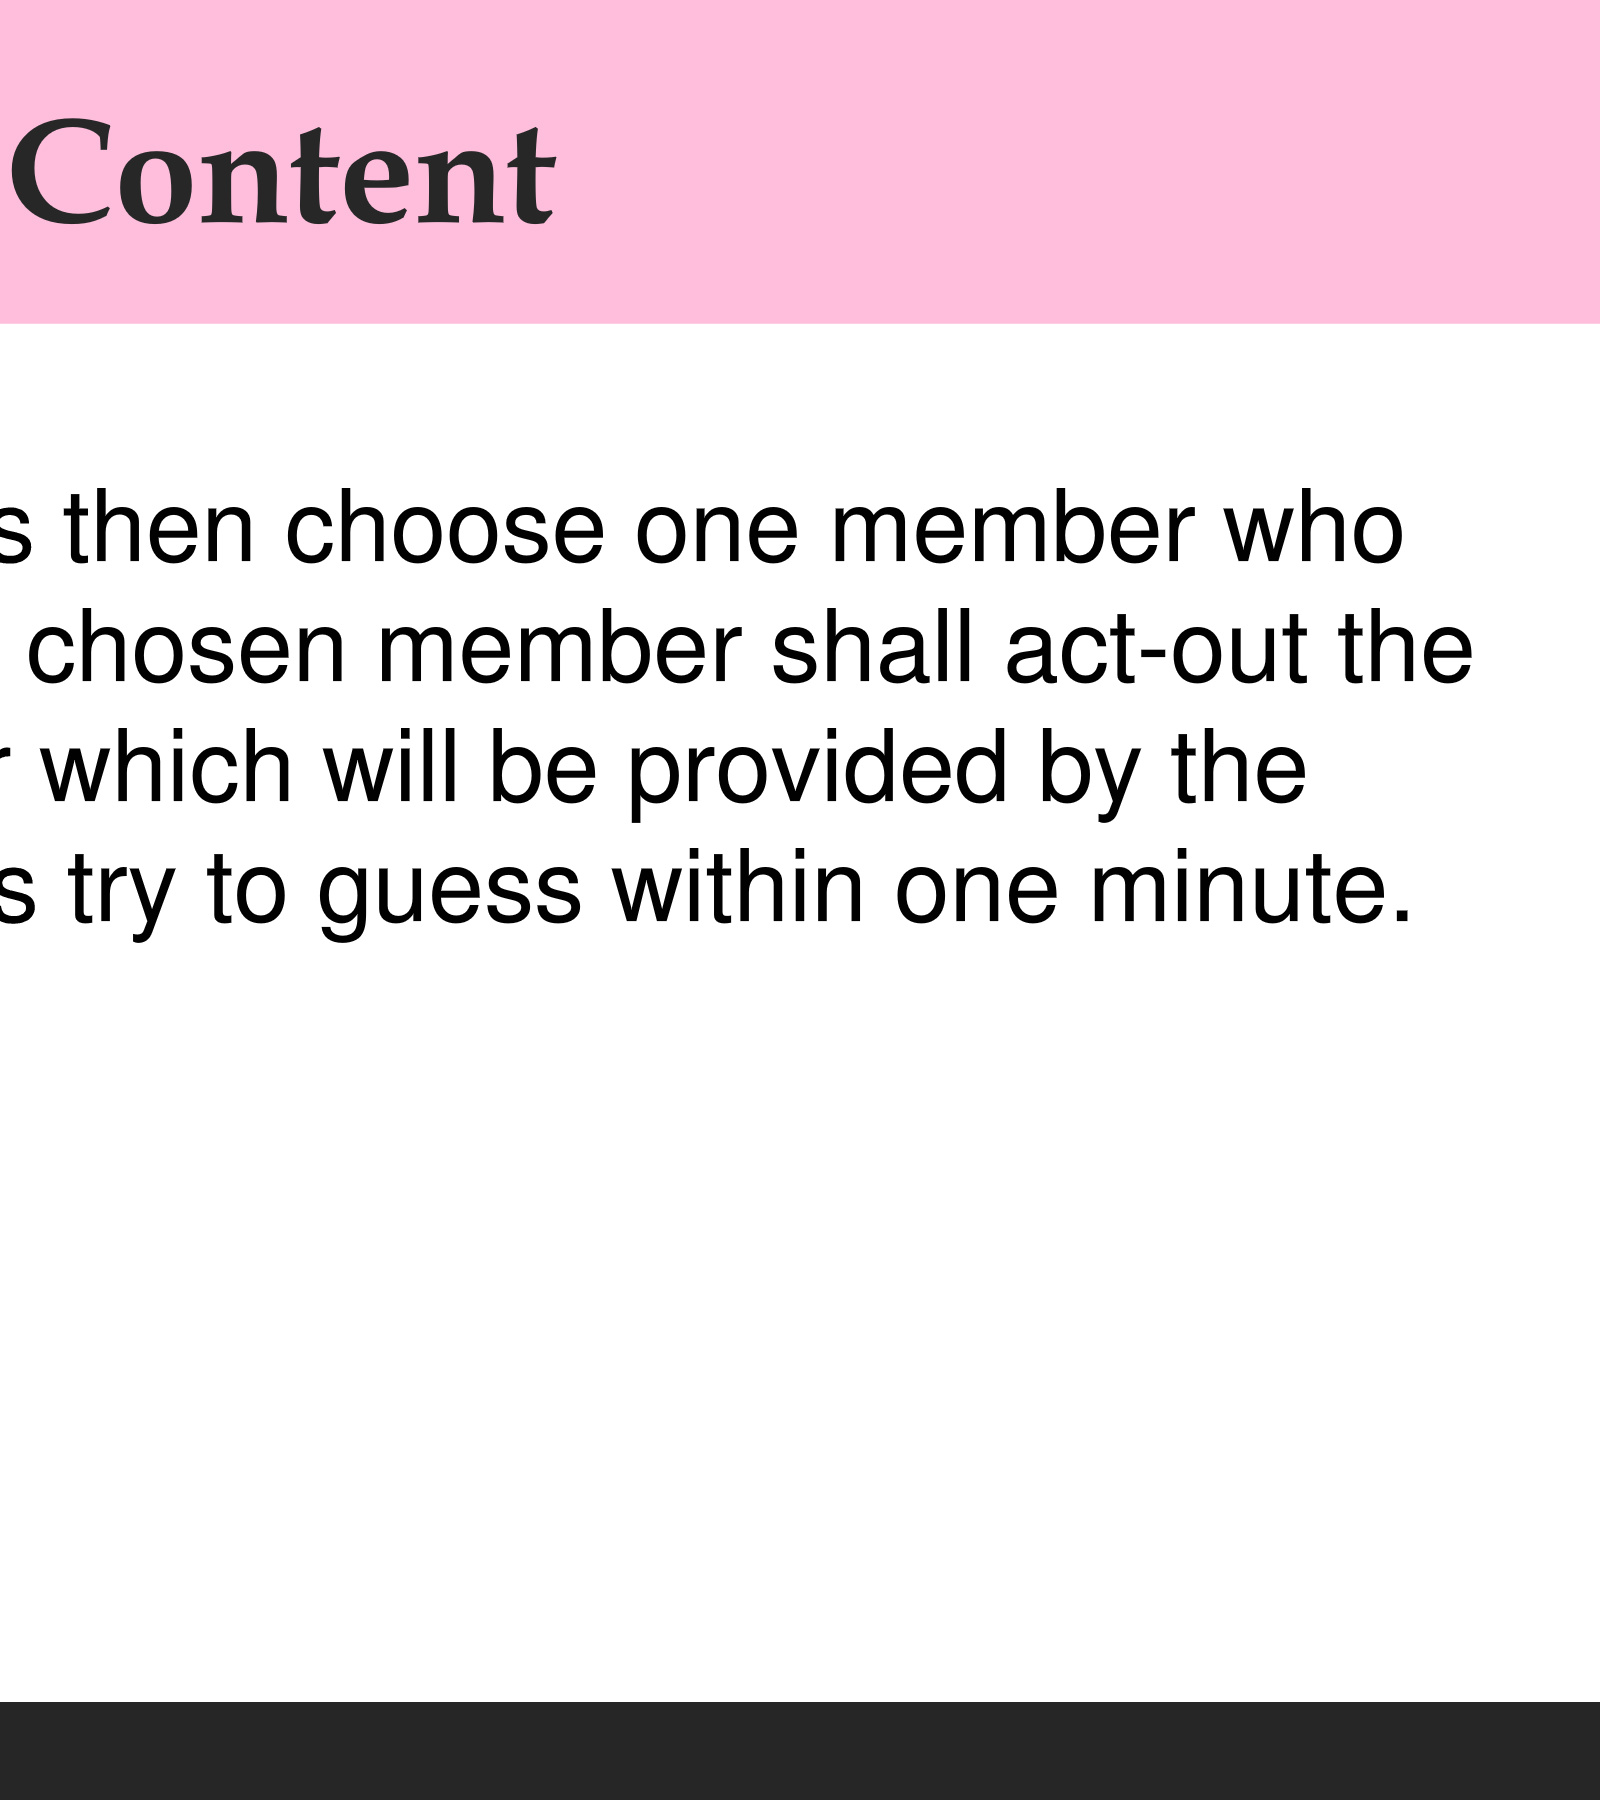 Content
s then choose one member who
chosen member shall act-out the
r which will be provided by the
s try to guess within one minute.